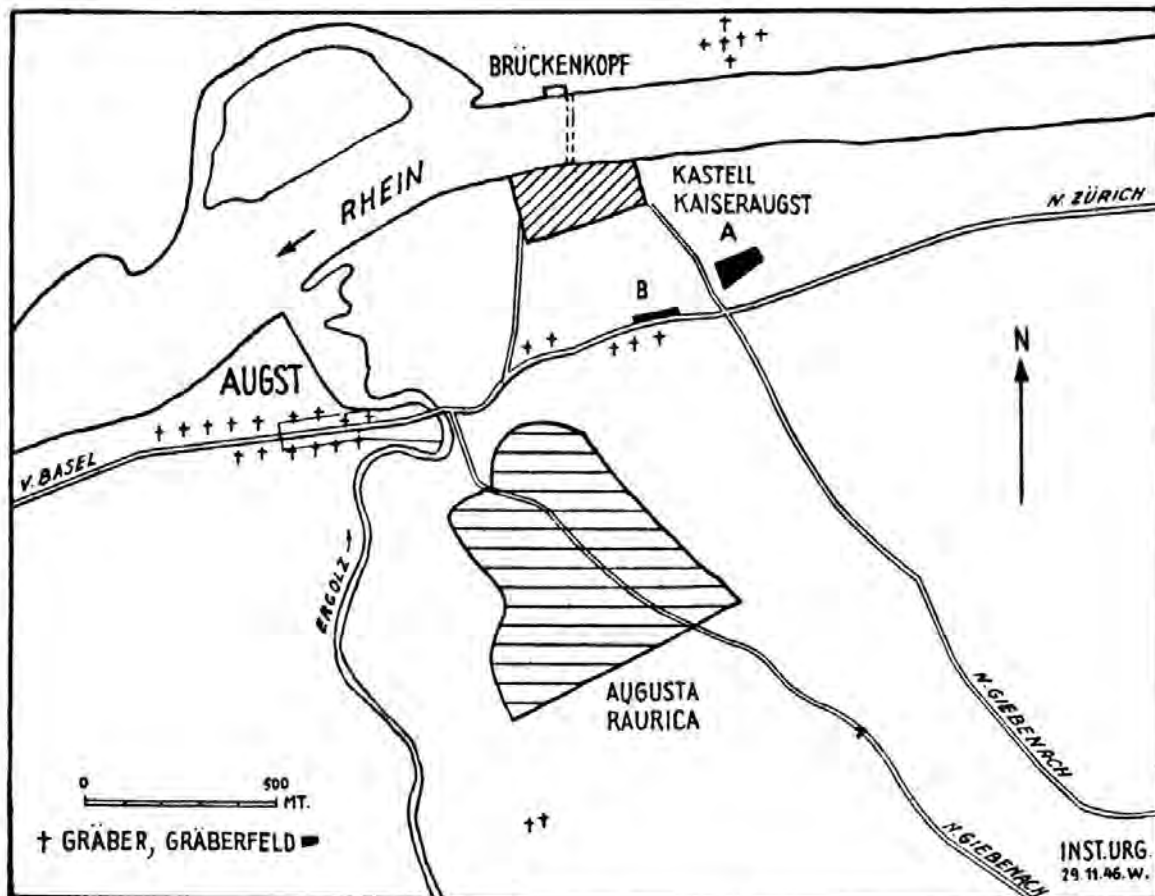 BRÜCKENKOPF
RHEIN
KASTELL
KAISERAUGST
A
N. ZÜRICH
B
N
AUGST
V. BASEL
ERGOLZ →
AUGUSTA
RAURICA
N. GIEBENACH
N. GIEBENACH
0 500
MT.
† GRÄBER, GRÄBERFELD
INST. URG.
29.11.46. W.